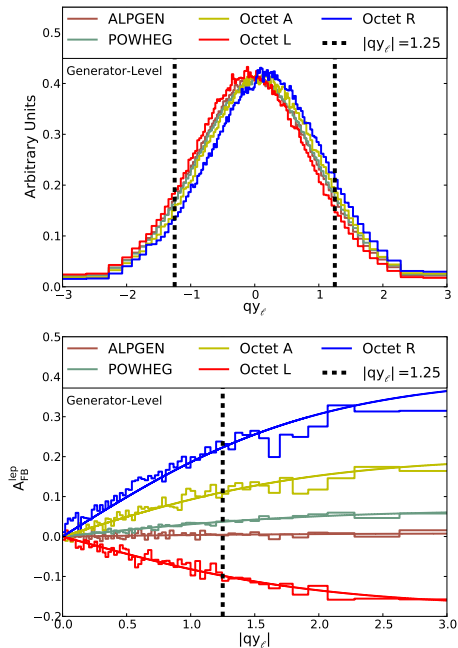 ALPGEN Octet A Octet R
POWHEG Octet L |qyℓ|=1.25
Generator-Level
Arbitrary Units
0.5
0.4
0.3
0.2
0.1
0.0
−3 −2 −1 0 1 2 3
qyℓ
ALPGEN Octet A Octet R
POWHEG Octet L |qyℓ|=1.25
Generator-Level
A_FB^lep
0.5
0.4
0.3
0.2
0.1
0.0
−0.1
−0.2
0.0 0.5 1.0 1.5 2.0 2.5 3.0
|qyℓ|